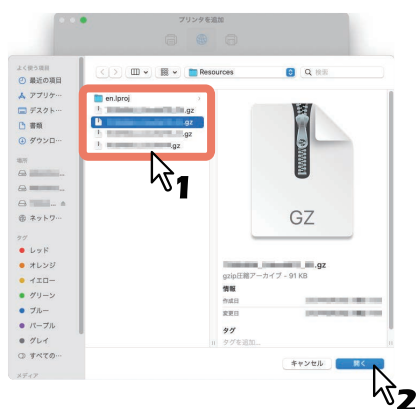 プリンタを追加
よく使う項目
最近の項目
アプリケ…
デスクト…
書類
ダウンロ…
場所
ネットワ…
タグ
レッド
オレンジ
イエロー
グリーン
ブルー
パープル
グレイ
すべての…
メディア
Resources
検索
en.lproj
.gz
.gz
.gz
.gz
1
GZ
.gz
gzip圧縮アーカイブ - 91 KB
情報
作成日
変更日
タグ
タグを追加...
キャンセル
開く
2